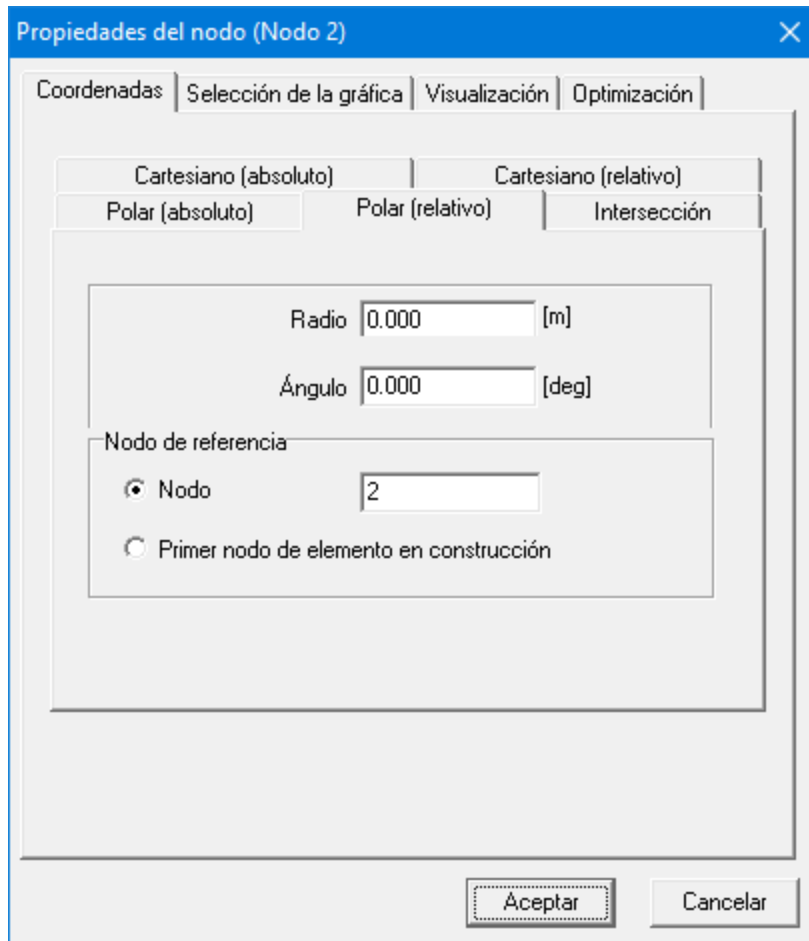 Propiedades del nodo (Nodo 2)
Coordenadas Selección de la gráfica Visualización Optimización
Cartesiano (absoluto) Cartesiano (relativo)
Polar (absoluto) Polar (relativo) Intersección
Radio 0.000 [m]
Ángulo 0.000 [deg]
Nodo de referencia
Nodo 2
Primer nodo de elemento en construcción
Aceptar Cancelar